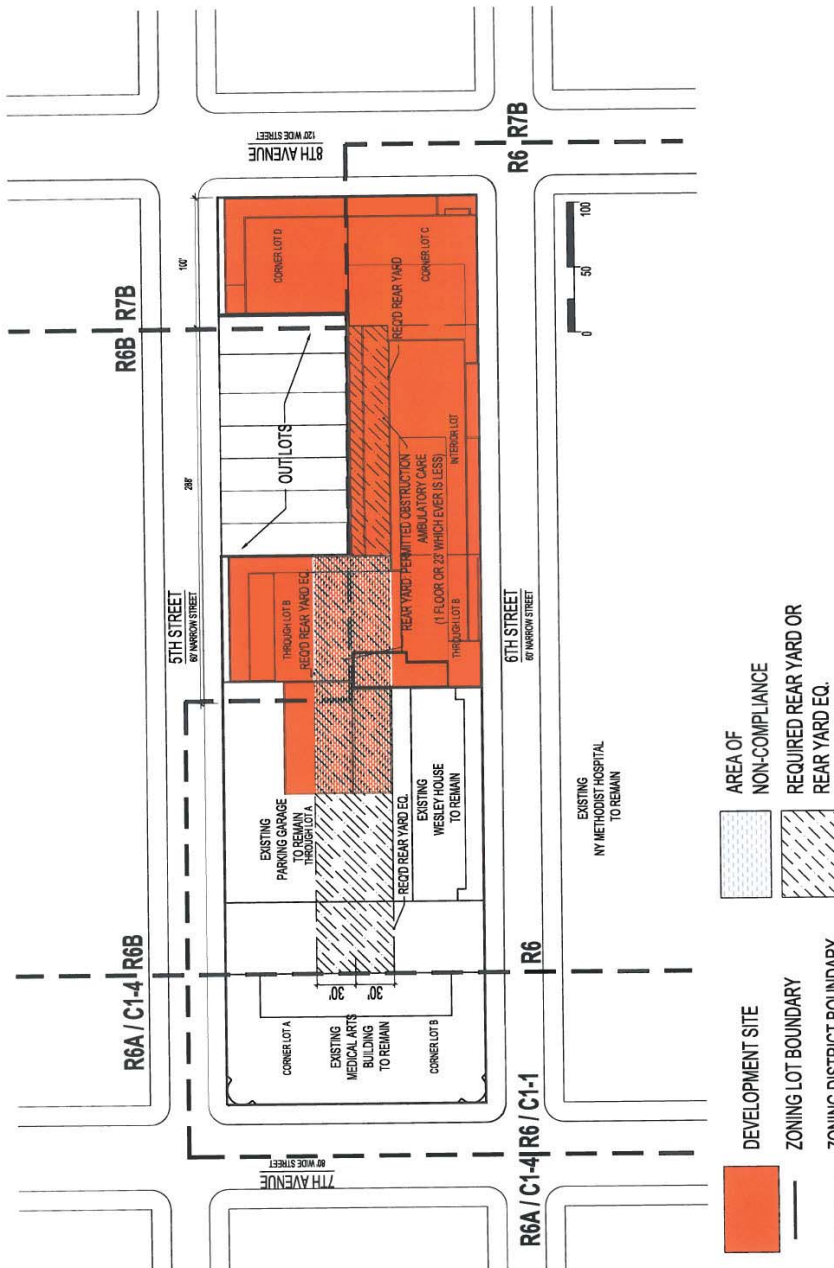 R6A / C1-4
R6B
R6B
R7B
5TH STREET
60' NARROW STREET
288'
100'
7TH AVENUE
80' WIDE STREET
8TH AVENUE
120' WIDE STREET
CORNER LOT A
EXISTING
MEDICAL ARTS
BUILDING
TO REMAIN
CORNER LOT B
30'
30'
EXISTING
PARKING GARAGE
TO REMAIN
THROUGH LOT A
REQ'D REAR YARD EQ.
EXISTING
WESLEY HOUSE
TO REMAIN
THROUGH LOT B
REQ'D REAR YARD EQ.
OUT LOTS
REAR YARD PERMITTED OBSTRUCTION
AMBULATORY CARE
(1 FLOOR OR 23' WHICH EVER IS LESS)
THROUGH LOT B
INTERIOR LOT
REQ'D REAR YARD
CORNER LOT D
CORNER LOT C
R6A / C1-4
R6 / C1-1
R6
6TH STREET
60' NARROW STREET
R6
R7B
EXISTING
NY METHODIST HOSPITAL
TO REMAIN
0
50
100
DEVELOPMENT SITE
ZONING LOT BOUNDARY
ZONING DISTRICT BOUNDARY
AREA OF
NON-COMPLIANCE
REQUIRED REAR YARD OR
REAR YARD EQ.